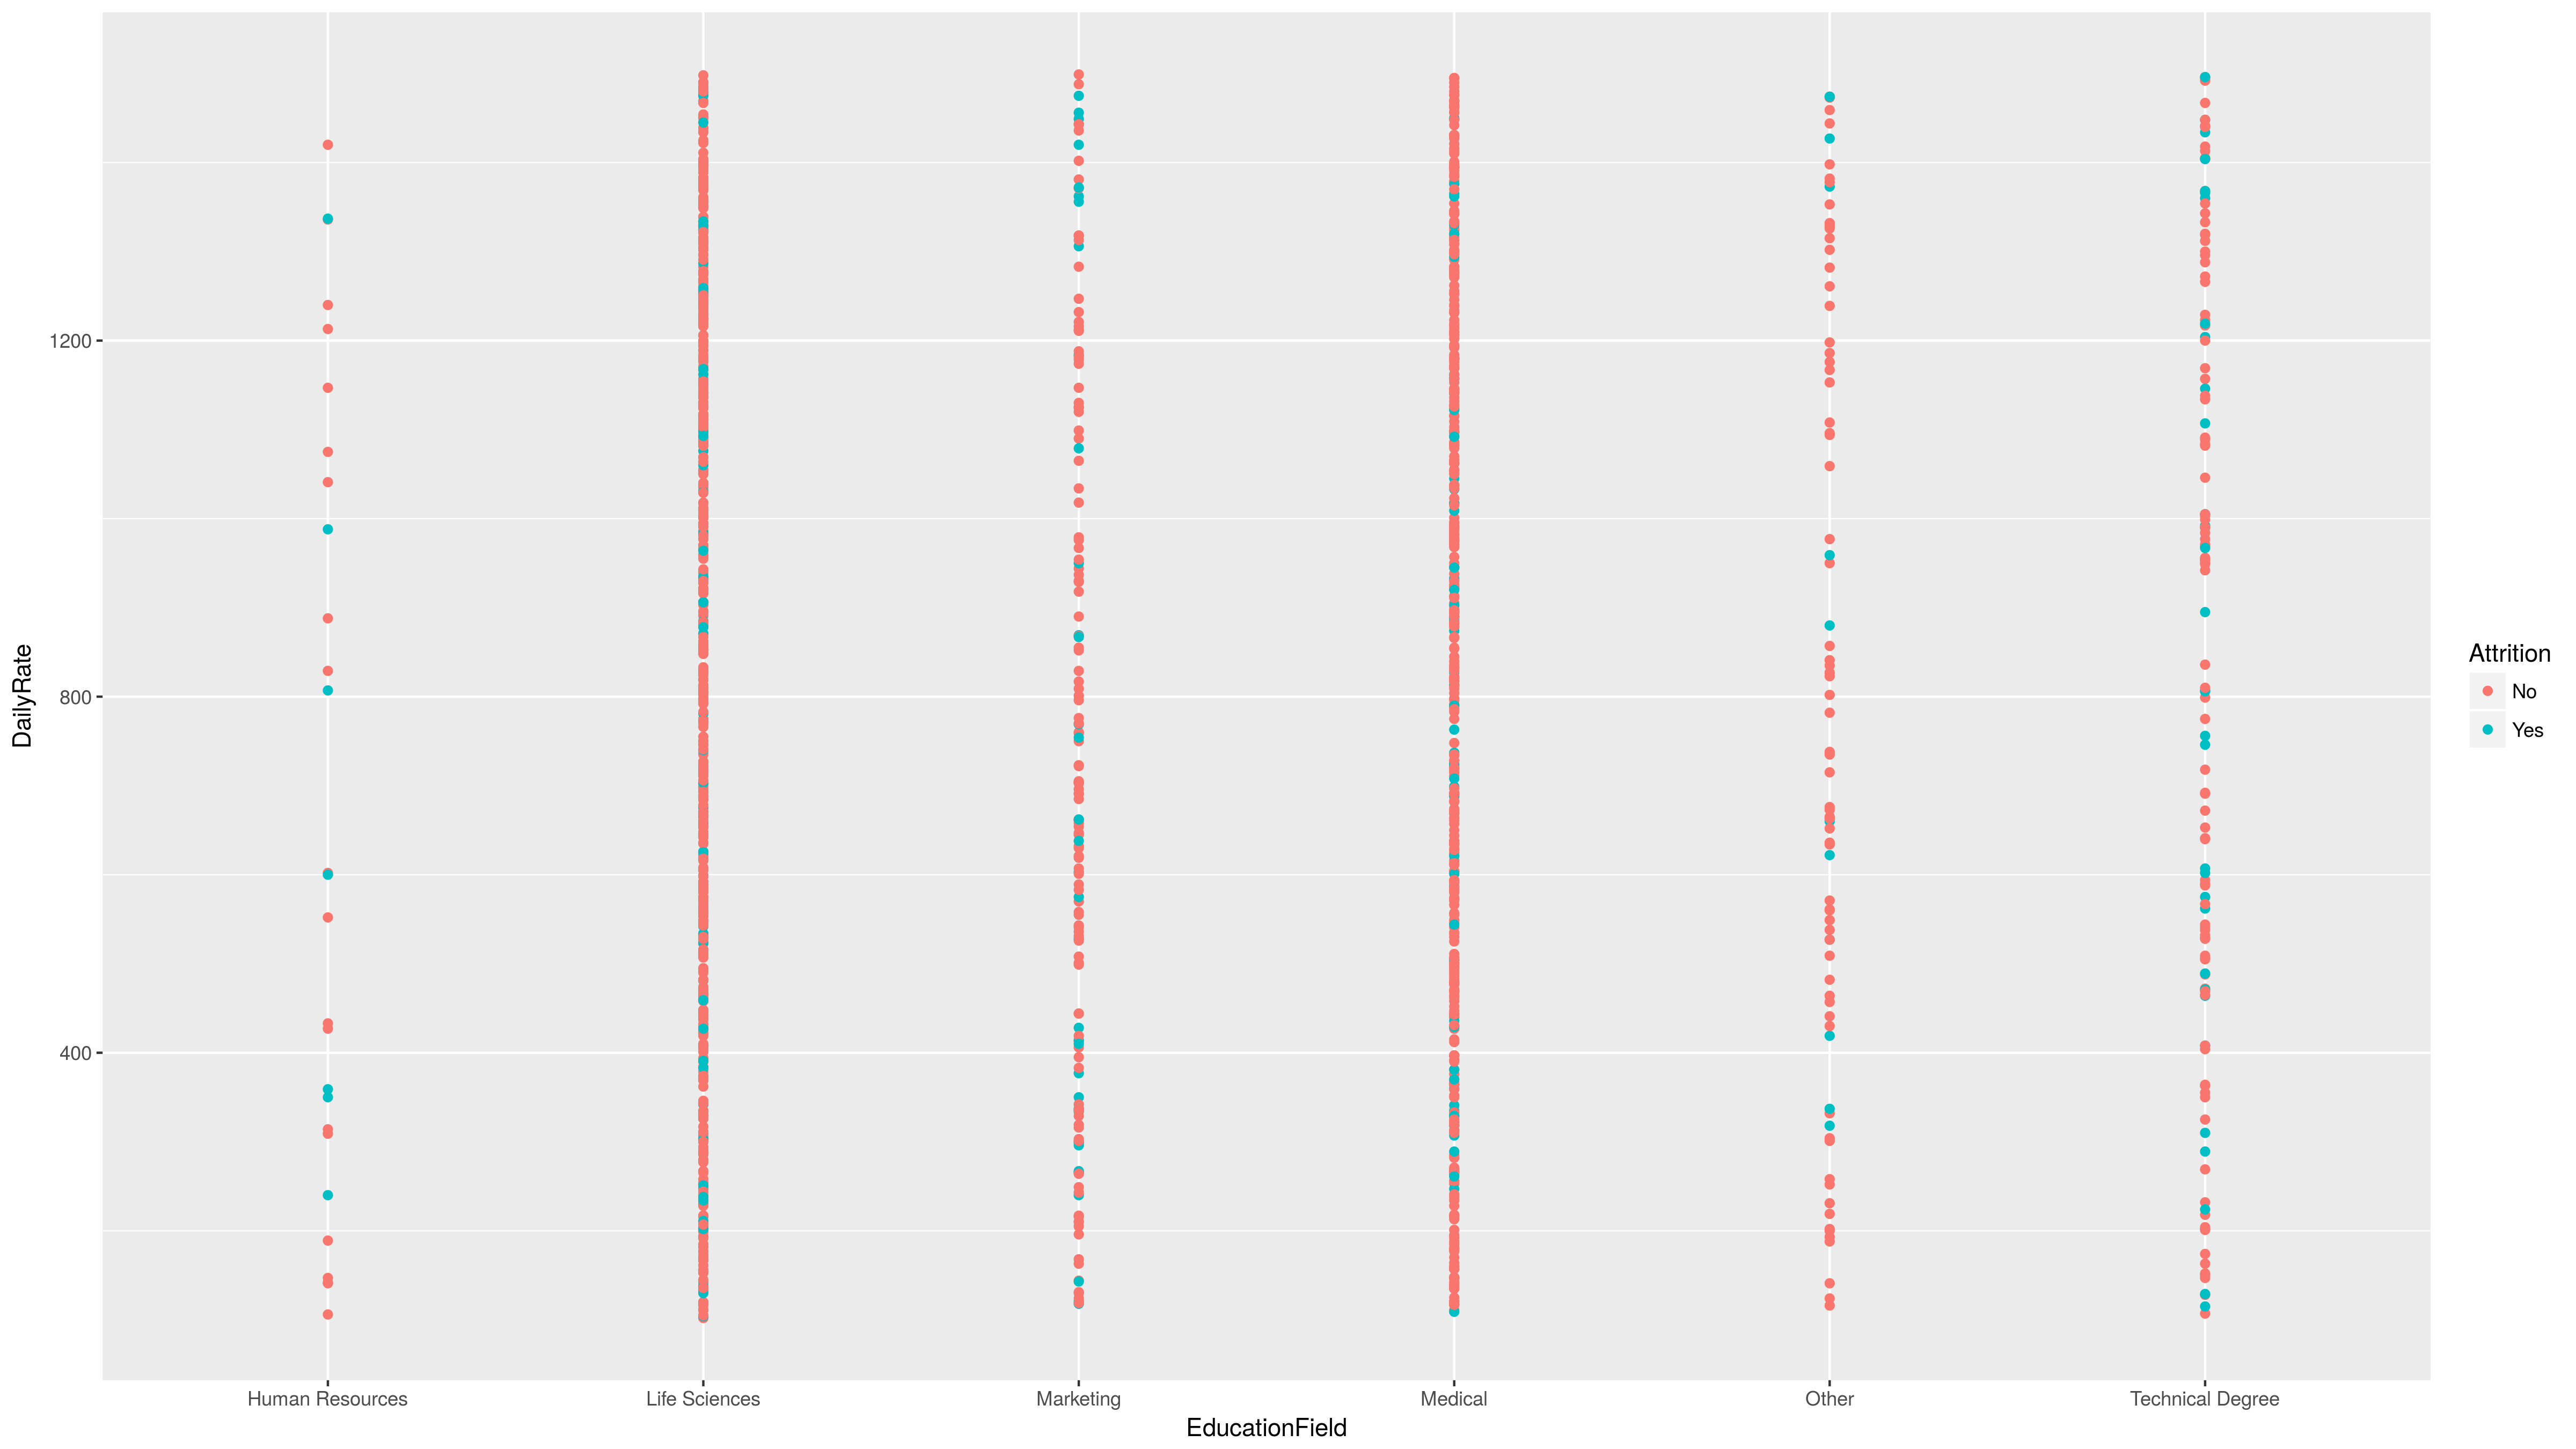 DailyRate
1200
800
400
Human Resources
Life Sciences
Marketing
Medical
Other
Technical Degree
EducationField
Attrition
No
Yes